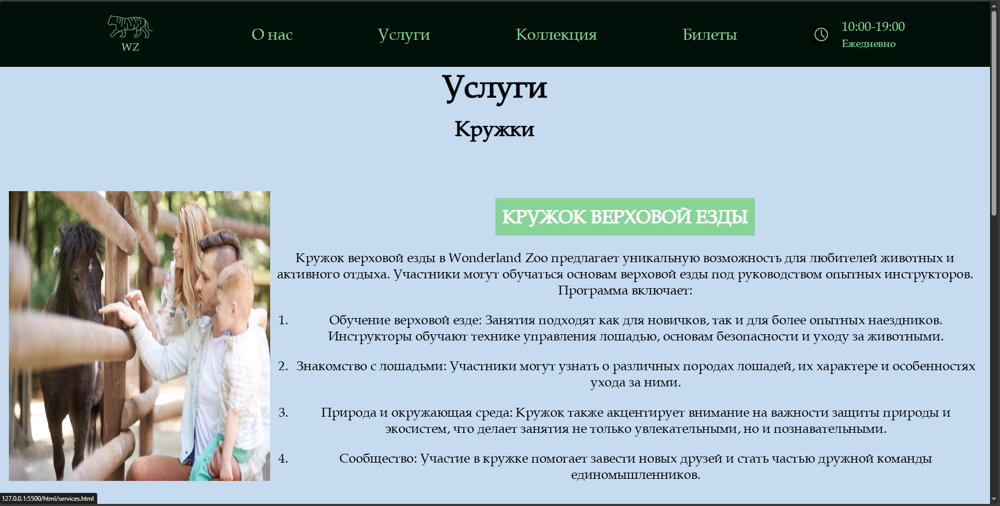 WZ
О нас
Услуги
Коллекция
Билеты
10:00-19:00
Ежедневно
Услуги
Кружки
КРУЖОК ВЕРХОВОЙ ЕЗДЫ
Кружок верховой езды в Wonderland Zoo предлагает уникальную возможность для любителей животных и
активного отдыха. Участники могут обучаться основам верховой езды под руководством опытных инструкторов.
Программа включает:
1. Обучение верховой езде: Занятия подходят как для новичков, так и для более опытных наездников.
Инструкторы обучают технике управления лошадью, основам безопасности и уходу за животными.
2. Знакомство с лошадьми: Участники могут узнать о различных породах лошадей, их характере и особенностях
ухода за ними.
3. Природа и окружающая среда: Кружок также акцентирует внимание на важности защиты природы и
экосистем, что делает занятия не только увлекательными, но и познавательными.
4. Сообщество: Участие в кружке помогает завести новых друзей и стать частью дружной команды
единомышленников.
127.0.0.1:5500/html/services.html